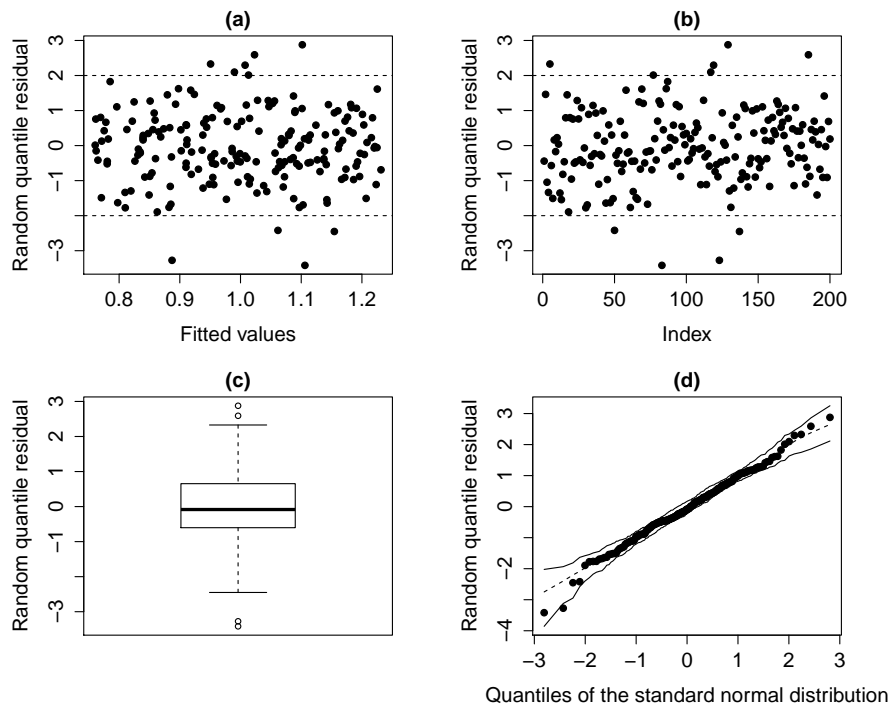 (a)
Random quantile residual
3
2
1
0
−1
−3
0.8 0.9 1.0 1.1 1.2
Fitted values
(b)
Random quantile residual
3
2
1
0
−1
−3
0 50 100 150 200
Index
(c)
Random quantile residual
3
2
1
0
−1
−3
(d)
Random quantile residual
3
2
1
0
−2
−4
−3 −2 −1 0 1 2 3
Quantiles of the standard normal distribution